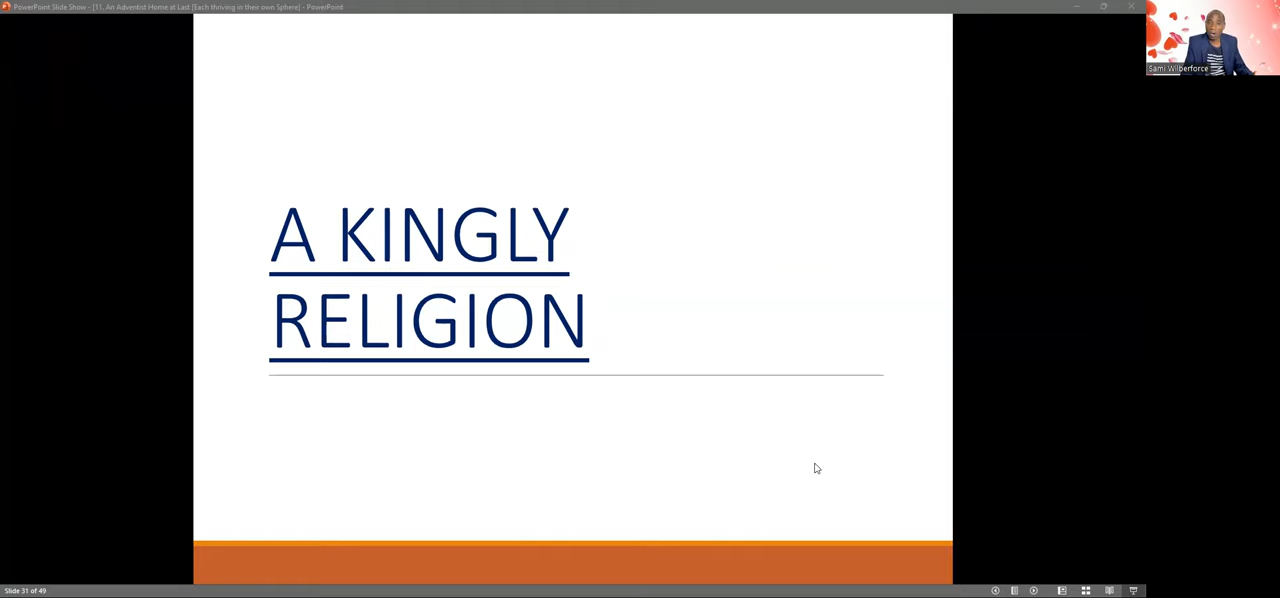 PowerPoint Slide Show - [11. An Adventist Home at Last [Each thriving in their own Sphere] - PowerPoint
Sami Wilberforce
A KINGLY
RELIGION
Slide 31 of 49